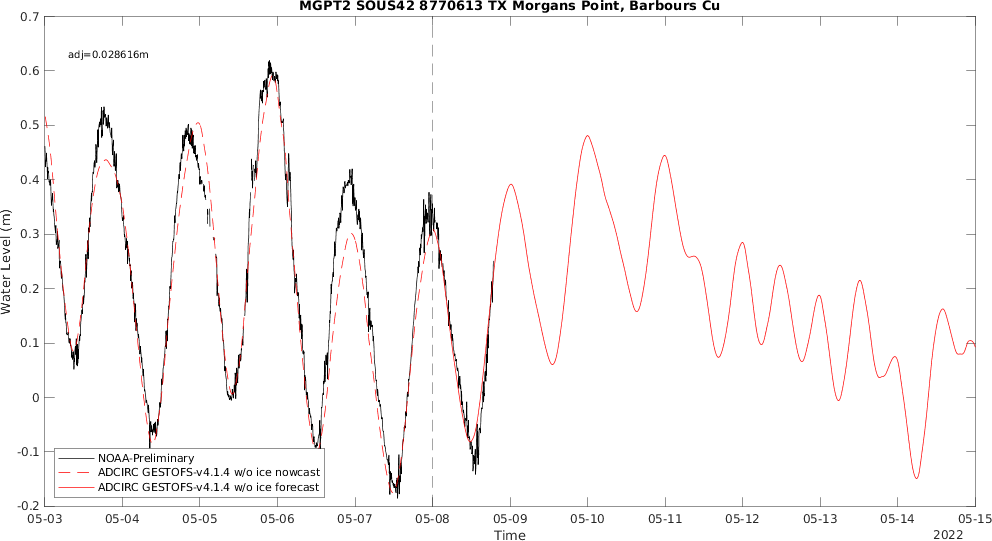 MGPT2 SOUS42 8770613 TX Morgans Point, Barbours Cu
adj=0.028616m
0.7
0.6
0.5
0.4
0.3
0.2
0.1
0
-0.1
-0.2
Water Level (m)
NOAA-Preliminary
ADCIRC GESTOFS-v4.1.4 w/o ice nowcast
ADCIRC GESTOFS-v4.1.4 w/o ice forecast
05-03 05-04 05-05 05-06 05-07 05-08 05-09 05-10 05-11 05-12 05-13 05-14 05-15
Time
2022